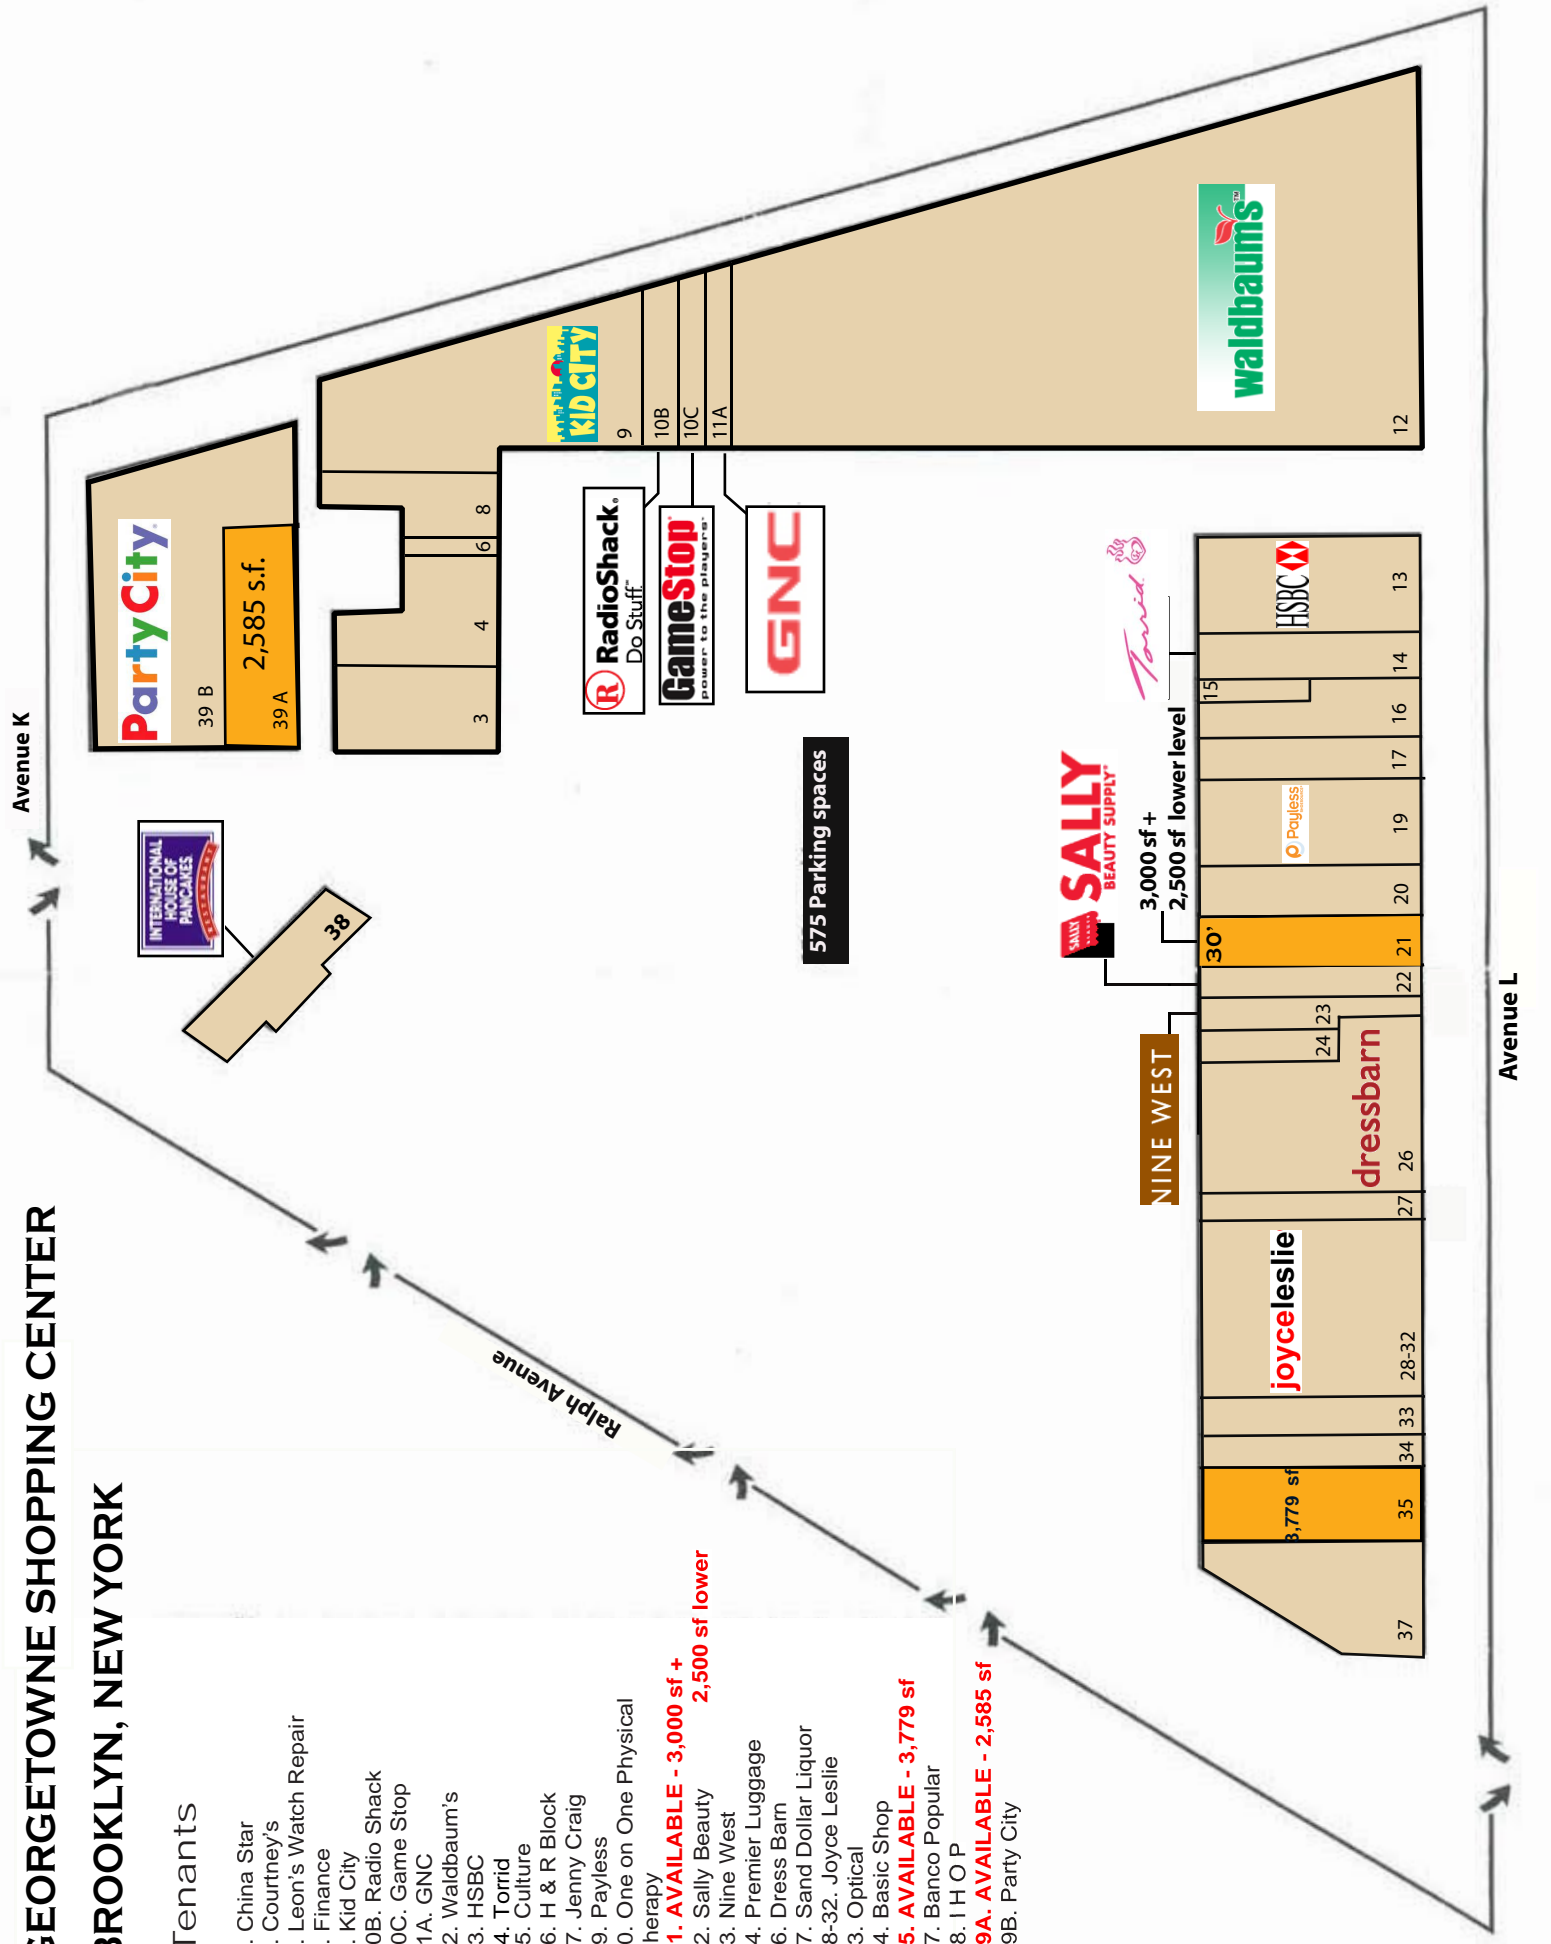 GEORGETOWNE SHOPPING CENTER
BROOKLYN, NEW YORK
Tenants
. China Star
. Courtney's
. Leon's Watch Repair
. Finance
. Kid City
0B. Radio Shack
0C. Game Stop
1A. GNC
2. Waldbaum's
3. HSBC
4. Torrid
5. Culture
6. H & R Block
7. Jenny Craig
9. Payless
0. One on One Physical
herapy
1. AVAILABLE - 3,000 sf +
2,500 sf lower
2. Sally Beauty
3. Nine West
4. Premier Luggage
6. Dress Barn
7. Sand Dollar Liquor
8-32. Joyce Leslie
3. Optical
4. Basic Shop
5. AVAILABLE - 3,779 sf
7. Banco Popular
8. I H O P
9A. AVAILABLE - 2,585 sf
9B. Party City
Avenue K
Ralph Avenue
Avenue L
INTERNATIONAL
HOUSE OF
PANCAKES
RESTAURANT
38
PartyCity
39 B
2,585 s.f.
39 A
3
4
6
8
KID CITY
9
10B
10C
11A
R RadioShack.
Do Stuff™
GameStop
power to the players™
GNC
waldbaums™
12
575 Parking spaces
Torrid
SALLY
SALLY
BEAUTY SUPPLY®
3,000 sf +
2,500 sf lower level
NINE WEST
37
3,779 sf
35
34
33
joyceleslie
28-32
27
dressbarn
26
24
23
22
30'
21
20
Payless
19
17
16
15
14
HSBC
13